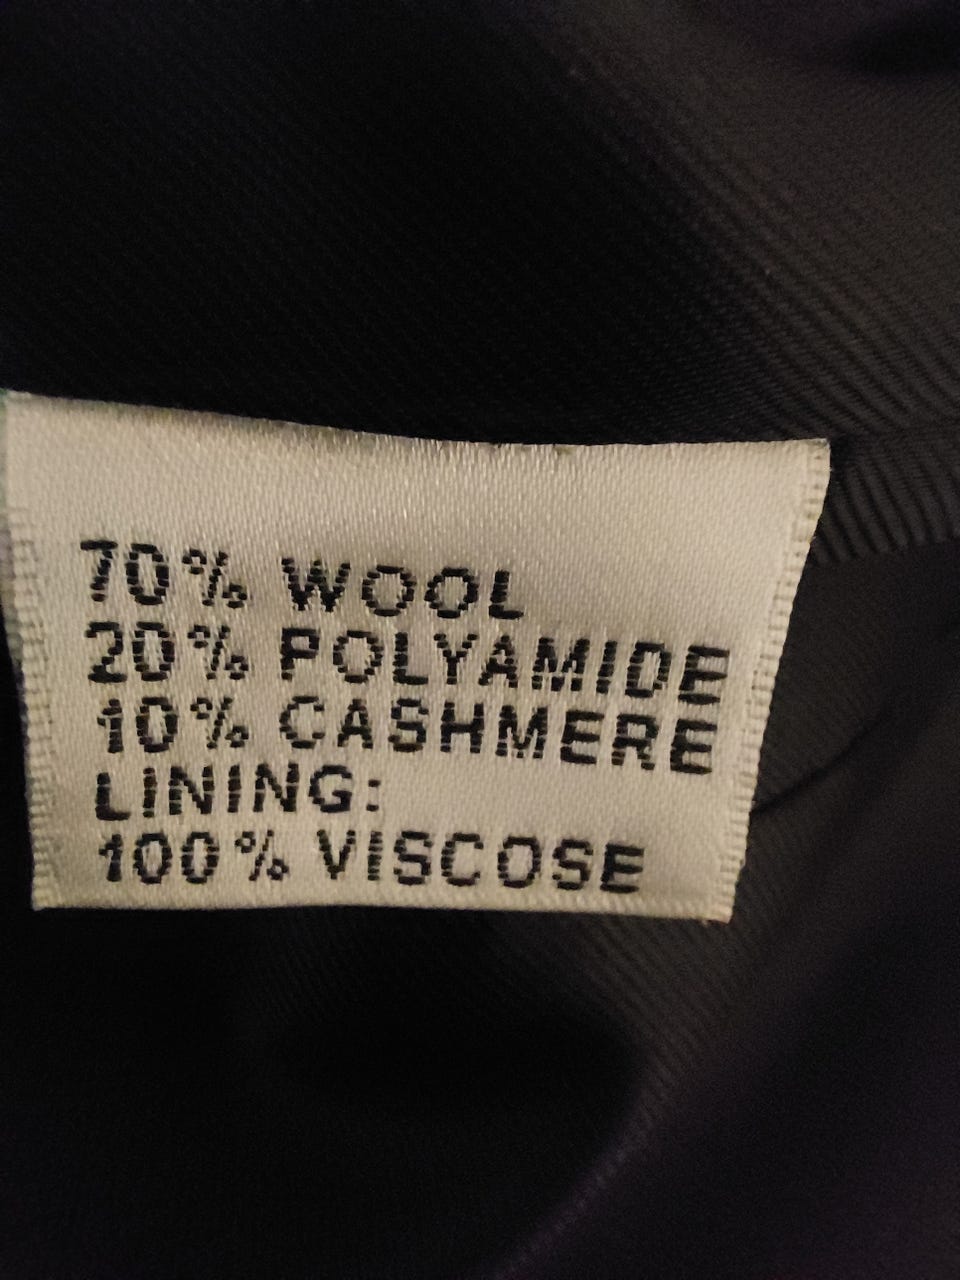 70% WOOL
20% POLYAMIDE
10% CASHMERE
LINING:
100% VISCOSE